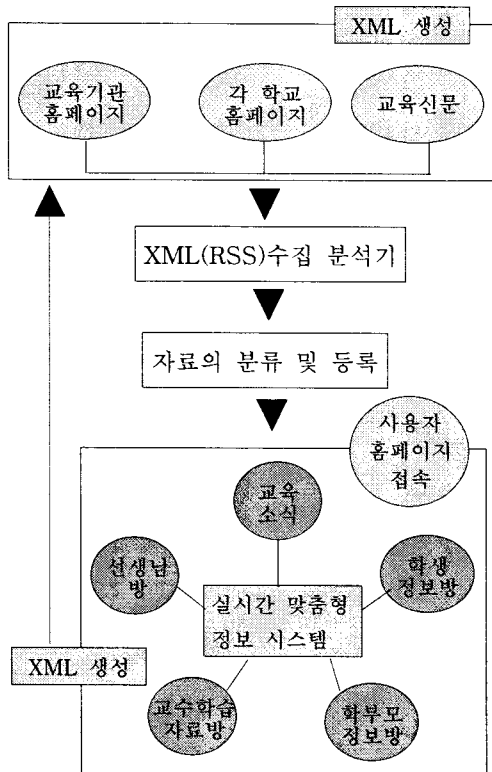 XML 생성
교육기관
홈페이지
각 학교
홈페이지
교육신문
XML(RSS)수집 분석기
자료의 분류 및 등록
사용자
홈페이지
접속
교육
소식
선생님
방
학생
정보방
실시간 맞춤형
정보 시스템
XML 생성
교수학습
자료방
학부모
정보방